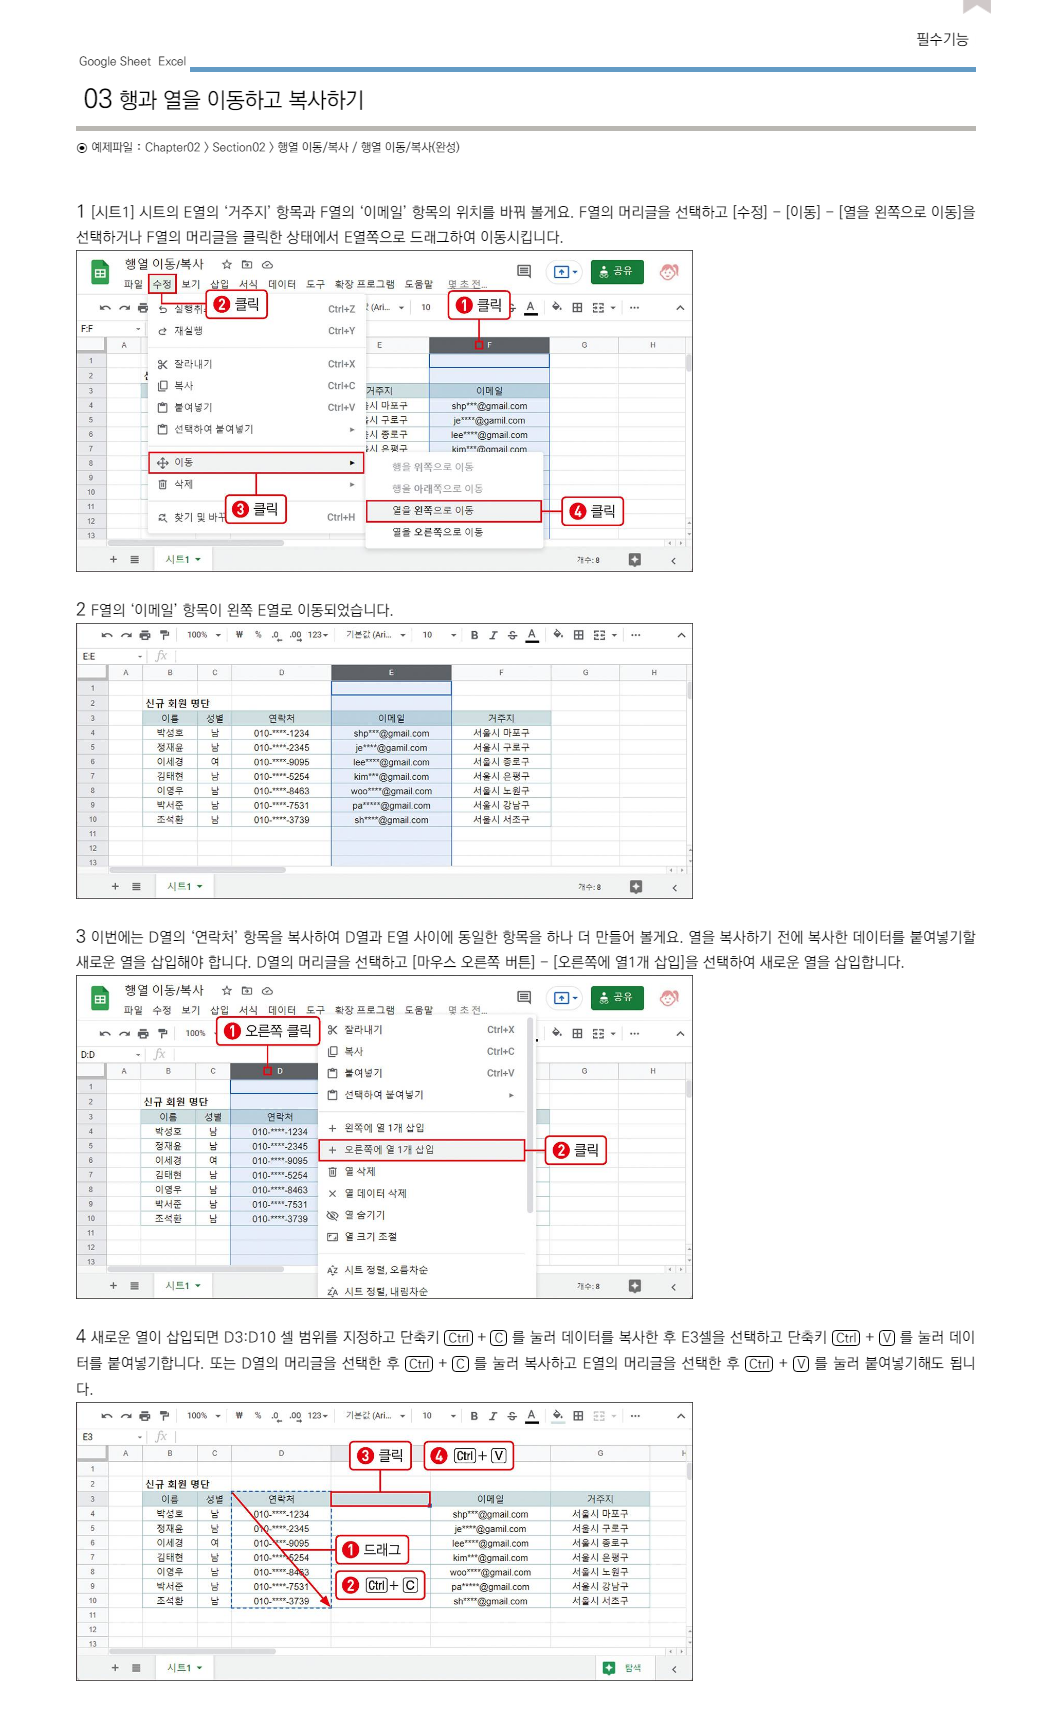 필수기능
Google Sheet Excel
03 행과 열을 이동하고 복사하기
⦿ 예제파일 : Chapter02 > Section02 > 행열 이동/복사 / 행열 이동/복사(완성)
1 [시트1] 시트의 E열의 ‘거주지’ 항목과 F열의 ‘이메일’ 항목의 위치를 바꿔 볼게요. F열의 머리글을 선택하고 [수정] – [이동] – [열을 왼쪽으로 이동]을
선택하거나 F열의 머리글을 클릭한 상태에서 E열쪽으로 드래그하여 이동시킵니다.
행열 이동/복사
공유
파일 수정 보기 삽입 서식 데이터 도구 확장 프로그램 도움말 몇 초 전...
❷ 클릭
❶ 클릭
실행취 Ctrl+Z
(Ari... 10 A
F:F
재실행 Ctrl+Y
A E F G H
잘라내기 Ctrl+X
복사 Ctrl+C
붙여넣기 Ctrl+V
선택하여 붙여넣기
1
2
3 거주지 이메일
4 시 마포구 shp***@gmail.com
5 시 구로구 je****@gamil.com
6 시 종로구 lee****@gmail.com
7 시 은평구 kim***@gmail.com
8
9
10
11
12
13
이동
행을 위쪽으로 이동
삭제
행을 아래쪽으로 이동
❸ 클릭
열을 왼쪽으로 이동
❹ 클릭
찾기 및 바꾸 Ctrl+H
열을 오른쪽으로 이동
+ 시트1 개수: 8
2 F열의 ‘이메일’ 항목이 왼쪽 E열로 이동되었습니다.
100% ₩ % .0 .00 123 기본값 (Ari... 10 B I S A
E:E fx
A B C D E F G H
1
2 신규 회원 명단
3 이름 성별 연락처 이메일 거주지
4 박성호 남 010-****-1234 shp***@gmail.com 서울시 마포구
5 정재윤 남 010-****-2345 je****@gamil.com 서울시 구로구
6 이세경 여 010-****-9095 lee****@gmail.com 서울시 종로구
7 김태현 남 010-****-5254 kim***@gmail.com 서울시 은평구
8 이영우 남 010-****-8463 woo****@gmail.com 서울시 노원구
9 박서준 남 010-****-7531 pa*****@gmail.com 서울시 강남구
10 조석환 남 010-****-3739 sh****@gmail.com 서울시 서초구
11
12
13
+ 시트1 개수: 8
3 이번에는 D열의 ‘연락처’ 항목을 복사하여 D열과 E열 사이에 동일한 항목을 하나 더 만들어 볼게요. 열을 복사하기 전에 복사한 데이터를 붙여넣기할
새로운 열을 삽입해야 합니다. D열의 머리글을 선택하고 [마우스 오른쪽 버튼] – [오른쪽에 열1개 삽입]을 선택하여 새로운 열을 삽입합니다.
행열 이동/복사
공유
파일 수정 보기 삽입 서식 데이터 도구 확장 프로그램 도움말 몇 초 전...
100%
❶ 오른쪽 클릭
D:D fx
A B C D G H
잘라내기 Ctrl+X
복사 Ctrl+C
붙여넣기 Ctrl+V
선택하여 붙여넣기
왼쪽에 열 1개 삽입
오른쪽에 열 1개 삽입
❷ 클릭
열 삭제
열 데이터 삭제
열 숨기기
열 크기 조절
시트 정렬, 오름차순
시트 정렬, 내림차순
1
2 신규 회원 명단
3 이름 성별 연락처
4 박성호 남 010-****-1234
5 정재윤 남 010-****-2345
6 이세경 여 010-****-9095
7 김태현 남 010-****-5254
8 이영우 남 010-****-8463
9 박서준 남 010-****-7531
10 조석환 남 010-****-3739
11
12
13
+ 시트1 개수: 8
4 새로운 열이 삽입되면 D3:D10 셀 범위를 지정하고 단축키 Ctrl + C 를 눌러 데이터를 복사한 후 E3셀을 선택하고 단축키 Ctrl + V 를 눌러 데이
터를 붙여넣기합니다. 또는 D열의 머리글을 선택한 후 Ctrl + C 를 눌러 복사하고 E열의 머리글을 선택한 후 Ctrl + V 를 눌러 붙여넣기해도 됩니
다.
100% ₩ % .0 .00 123 기본값 (Ari... 10 B I S A
E3 fx
❸ 클릭 ❹ Ctrl + V
A B C D G H
1
2 신규 회원 명단
3 이름 성별 연락처 이메일 거주지
4 박성호 남 010-****-1234 shp***@gmail.com 서울시 마포구
5 정재윤 남 010-****-2345 je****@gamil.com 서울시 구로구
6 이세경 여 010-****-9095 lee****@gmail.com 서울시 종로구
❶ 드래그
7 김태현 남 010-****-5254 kim***@gmail.com 서울시 은평구
8 이영우 남 010-****-8463 woo****@gmail.com 서울시 노원구
❷ Ctrl + C
9 박서준 남 010-****-7531 pa*****@gmail.com 서울시 강남구
10 조석환 남 010-****-3739 sh****@gmail.com 서울시 서초구
11
12
13
+ 시트1 탐색